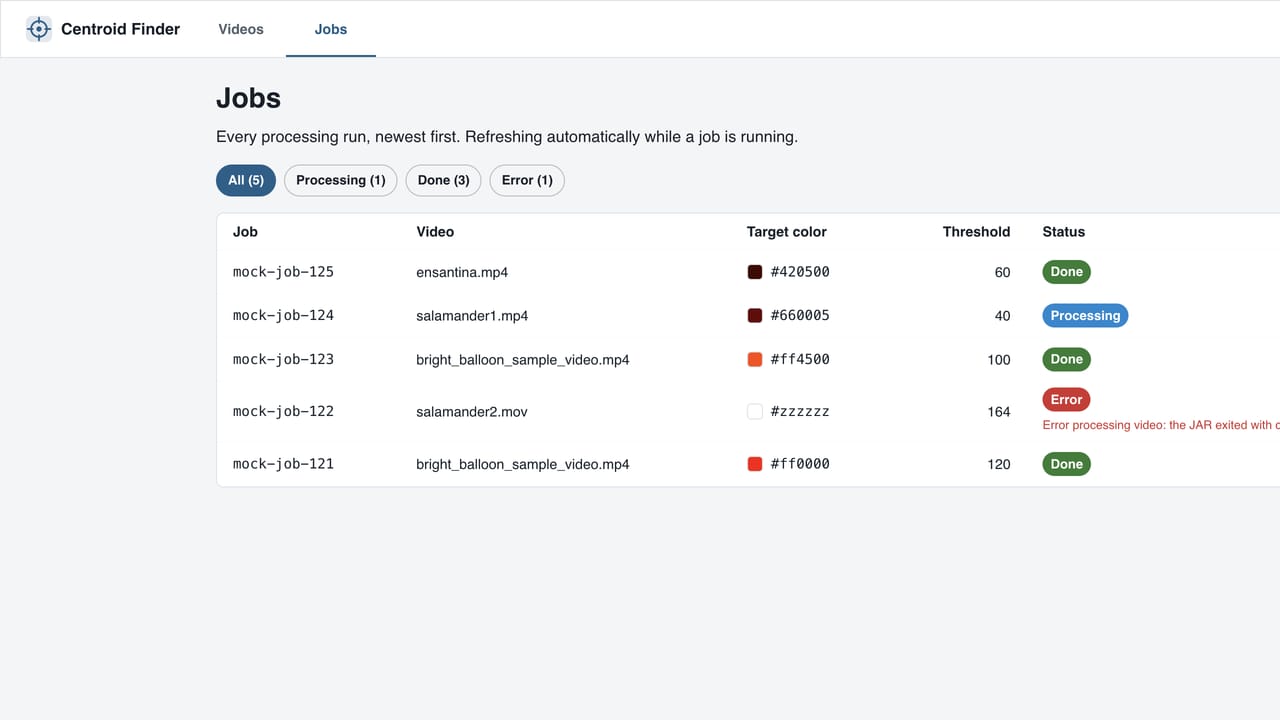 Centroid Finder Videos Jobs
Jobs
Every processing run, newest first. Refreshing automatically while a job is running.
All (5) Processing (1) Done (3) Error (1)
Job Video Target color Threshold Status
mock-job-125 ensantina.mp4 #420500 60 Done
mock-job-124 salamander1.mp4 #660005 40 Processing
mock-job-123 bright_balloon_sample_video.mp4 #ff4500 100 Done
mock-job-122 salamander2.mov #zzzzzz 164 Error
Error processing video: the JAR exited with
mock-job-121 bright_balloon_sample_video.mp4 #ff0000 120 Done